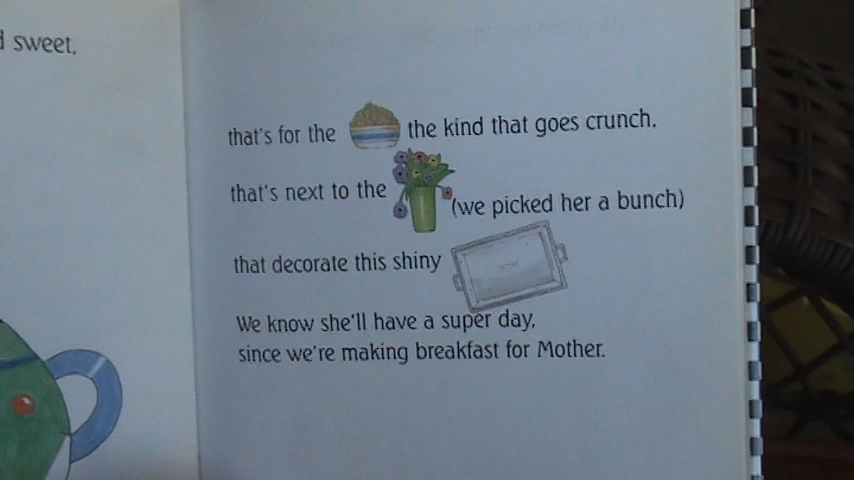 sweet,
that's for the the kind that goes crunch.
that's next to the (we picked her a bunch)
that decorate this shiny
We know she'll have a super day,
since we're making breakfast for Mother.